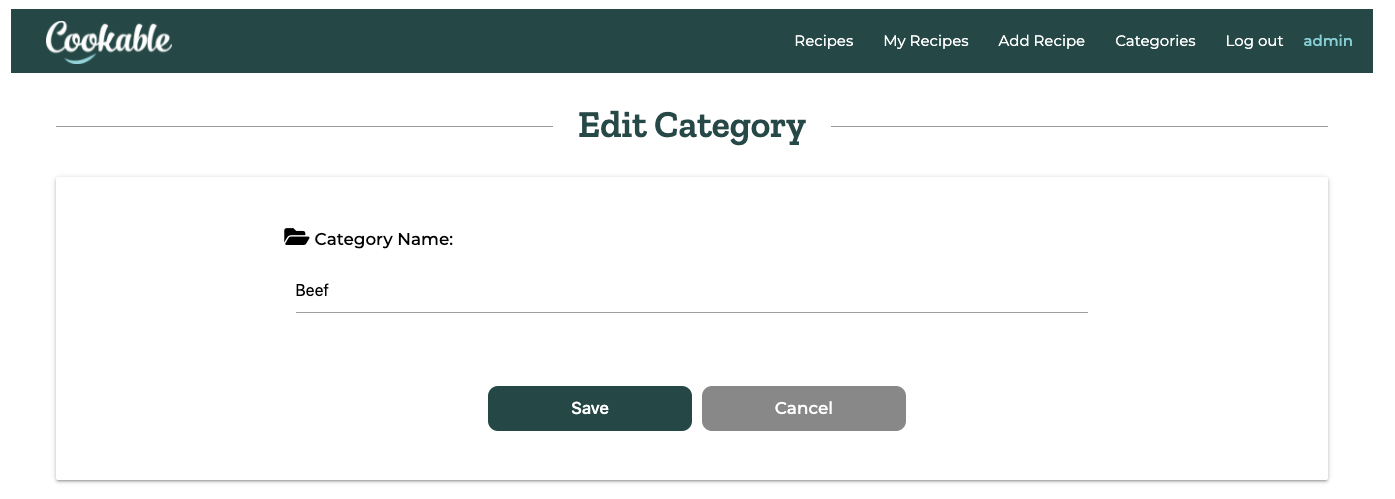 Cookable Recipes My Recipes Add Recipe Categories Log out admin
Edit Category
Category Name:
Beef
Save Cancel